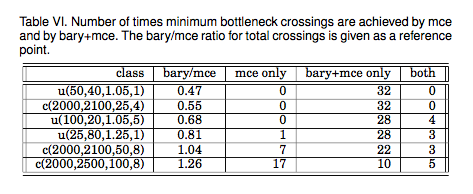 Table VI. Number of times minimum bottleneck crossings are achieved by mce
and by bary+mce. The bary/mce ratio for total crossings is given as a reference
point.
class bary/mce mce only bary+mce only both
u(50,40,1.05,1) 0.47 0 32 0
c(2000,2100,25,4) 0.55 0 32 0
u(100,20,1.05,5) 0.68 0 28 4
u(25,80,1.25,1) 0.81 1 28 3
c(2000,2100,50,8) 1.04 7 22 3
c(2000,2500,100,8) 1.26 17 10 5